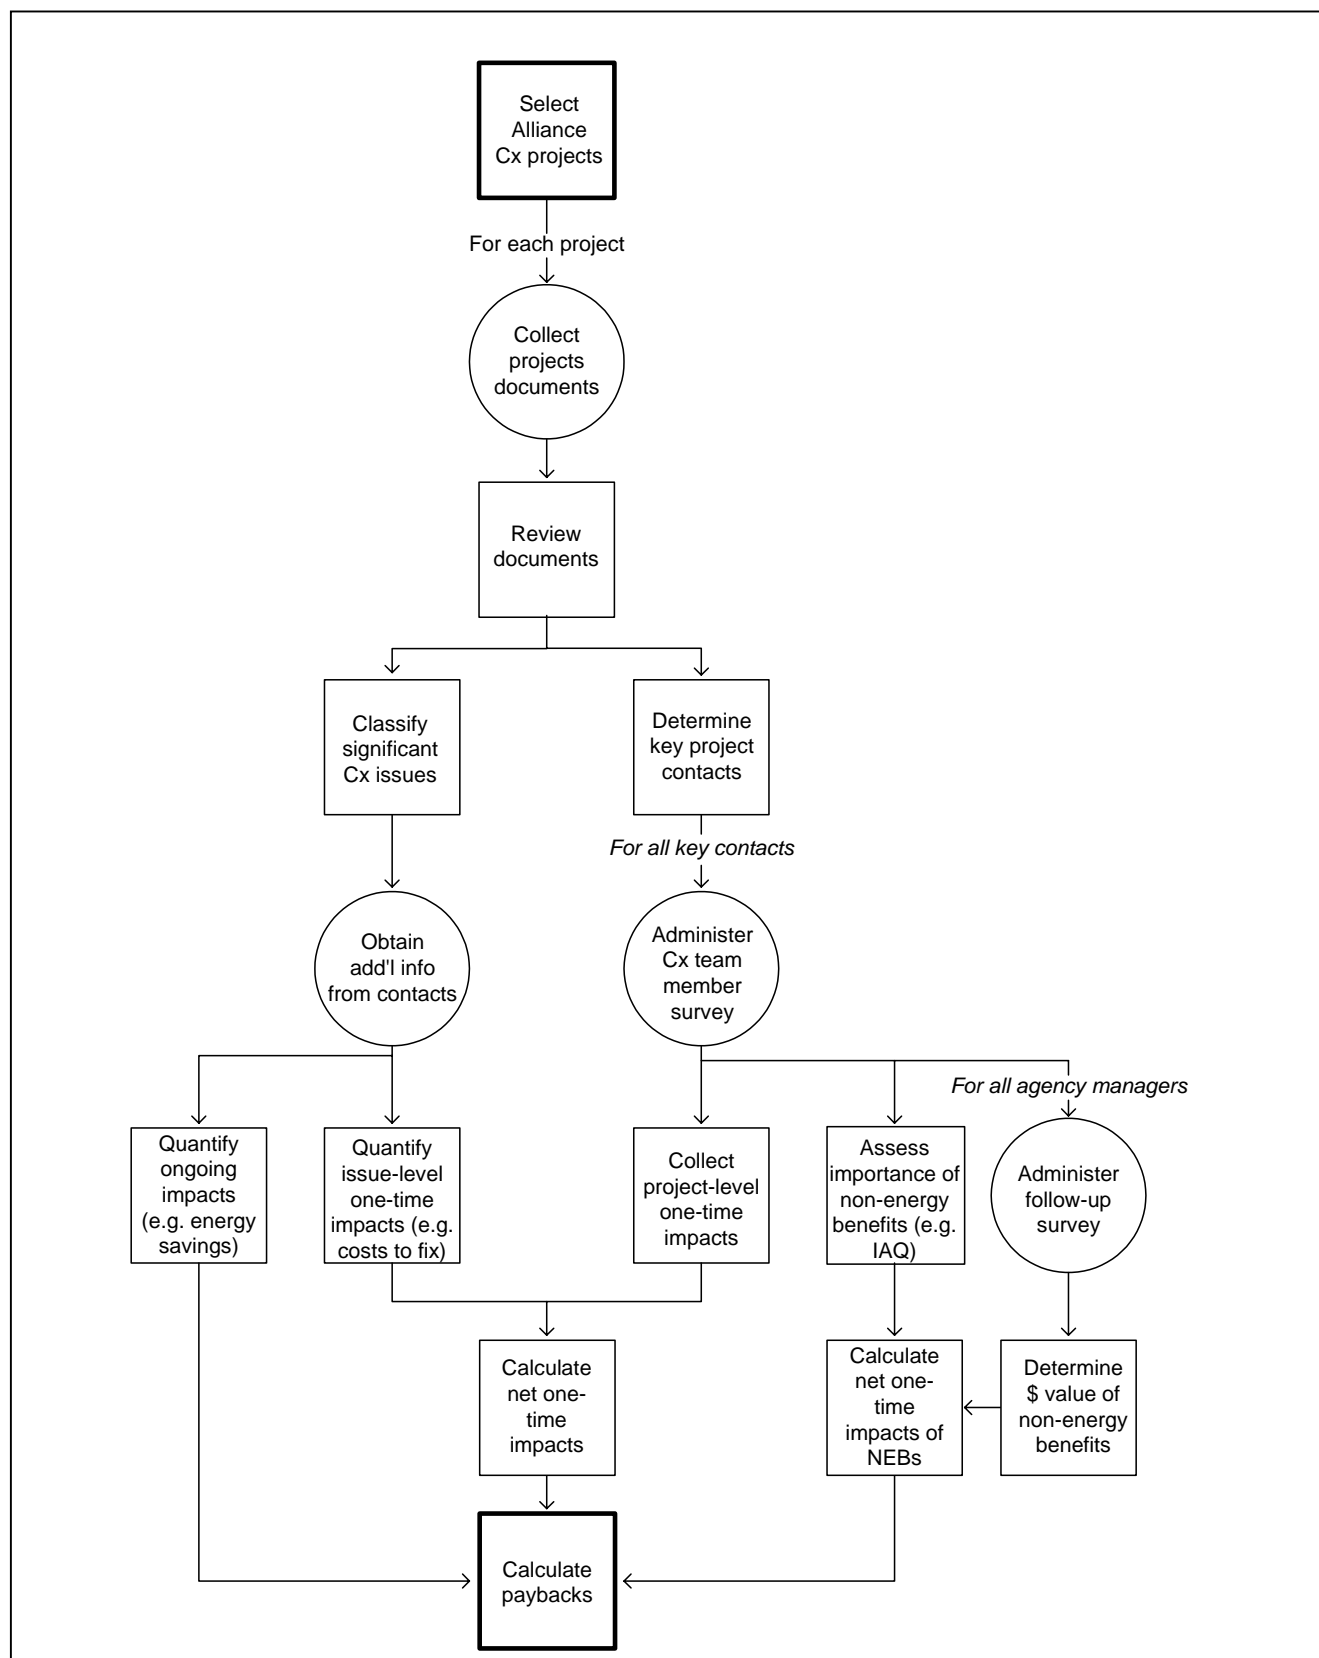 Select
Alliance
Cx projects
For each project
Collect
projects
documents
Review
documents
Classify
significant
Cx issues
Determine
key project
contacts
For all key contacts
Obtain
add'l info
from contacts
Administer
Cx team
member
survey
For all agency managers
Quantify
ongoing
impacts
(e.g. energy
savings)
Quantify
issue-level
one-time
impacts (e.g.
costs to fix)
Collect
project-level
one-time
impacts
Assess
importance of
non-energy
benefits (e.g.
IAQ)
Administer
follow-up
survey
Calculate
net one-
time
impacts
Calculate
net one-
time
impacts of
NEBs
Determine
$ value of
non-energy
benefits
Calculate
paybacks